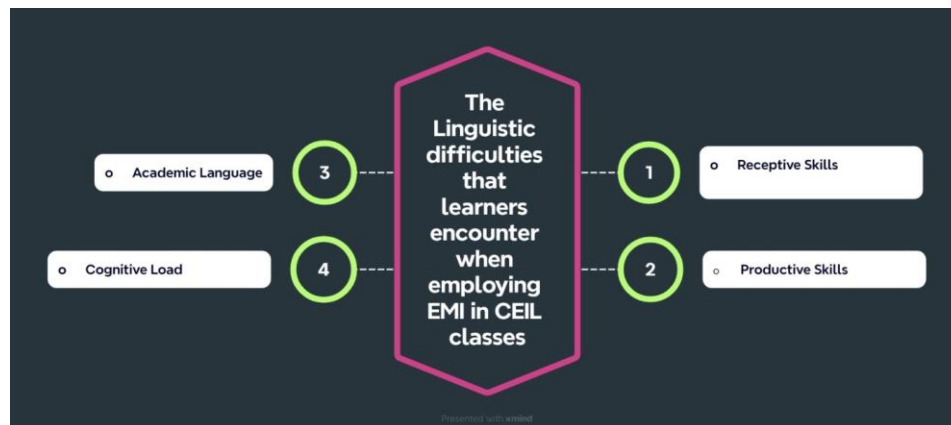 The
Linguistic
difficulties
that
learners
encounter
when
employing
EMI in CEIL
classes
1
Receptive Skills
2
Productive Skills
3
Academic Language
4
Cognitive Load
Presented with xmind